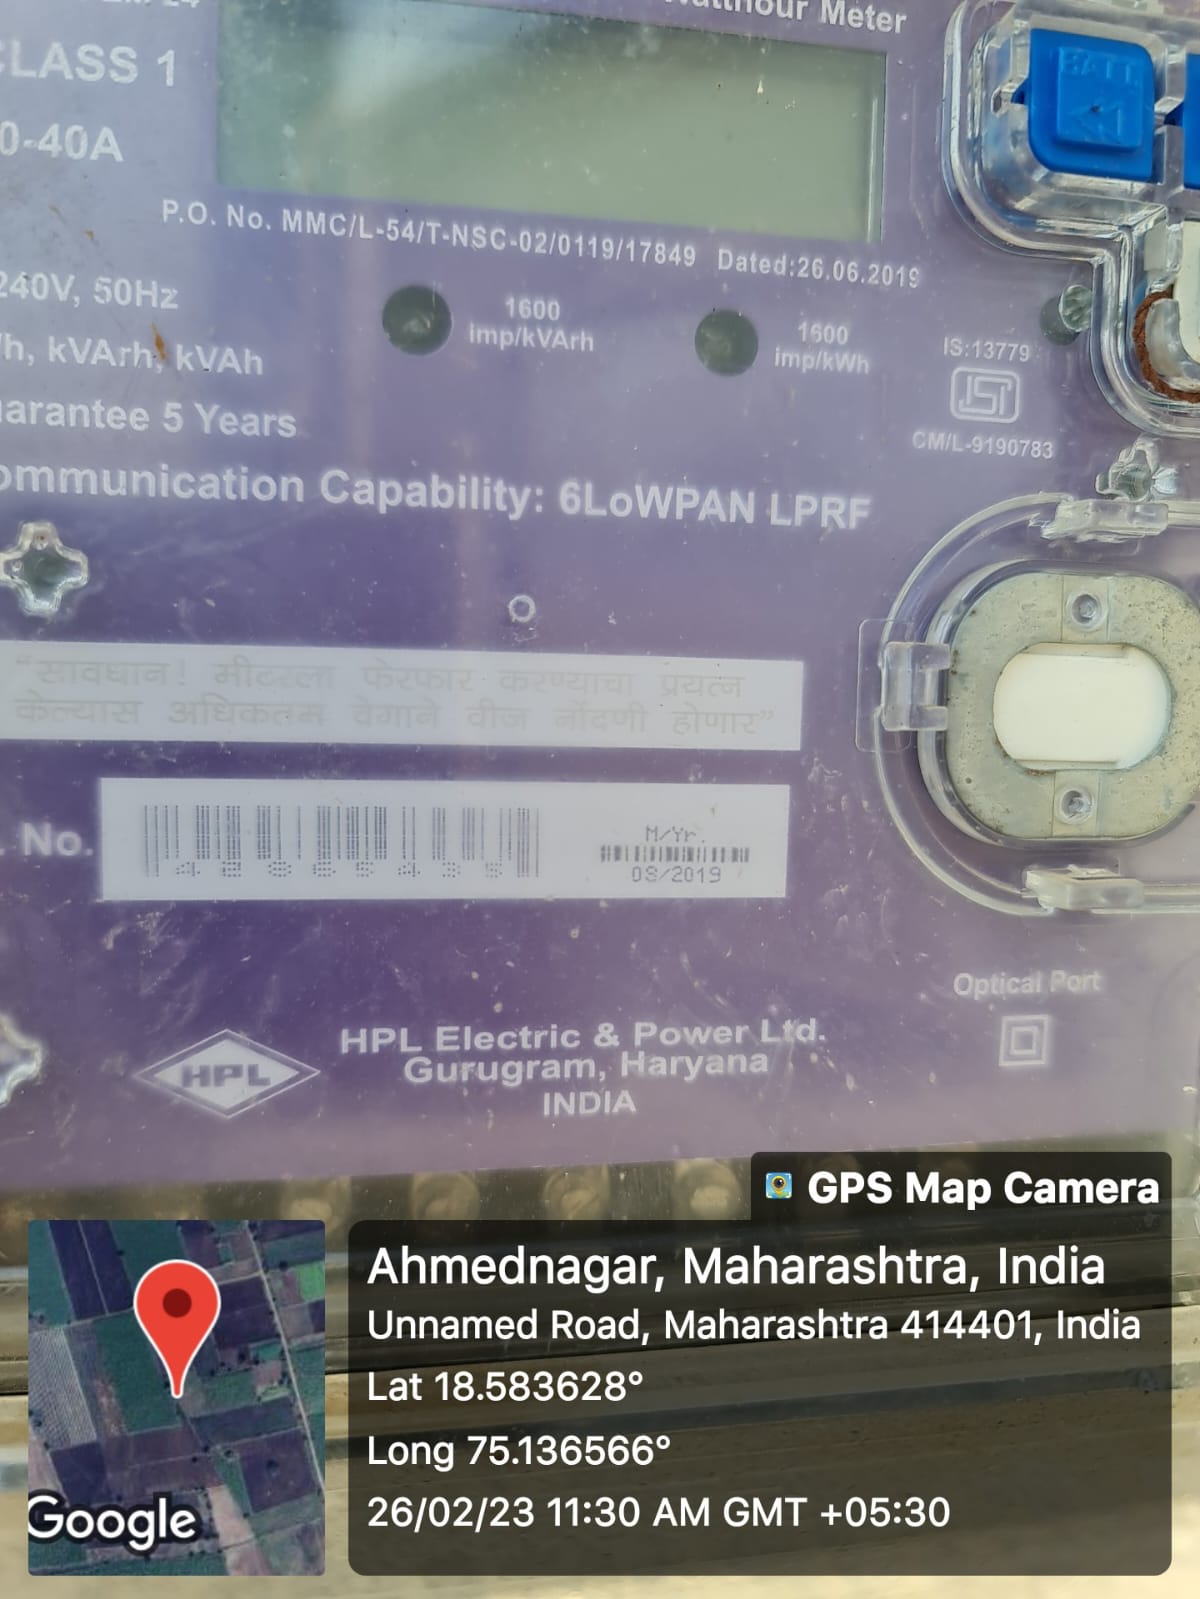 Watthour Meter
CLASS 1
0-40A
BATT.
P.O. No. MMC/L-54/T-NSC-02/0119/17849 Dated:26.06.2019
240V, 50Hz
1600
imp/kVArh
1600
imp/kWh
h, kVArh, kVAh
IS:13779
ISI
CM/L-9190783
arantee 5 Years
ommunication Capability: 6LoWPAN LPRF
“सावधान! मीटरला फेरफार करण्याचा प्रयत्न
केल्यास अधिकतम वेगाने वीज नोंदणी होणार”
. No.
M/Yr.
08/2019
Optical Port
HPL
HPL Electric & Power Ltd.
Gurugram, Haryana
INDIA
GPS Map Camera
Ahmednagar, Maharashtra, India
Unnamed Road, Maharashtra 414401, India
Lat 18.583628°
Long 75.136566°
26/02/23 11:30 AM GMT +05:30
Google